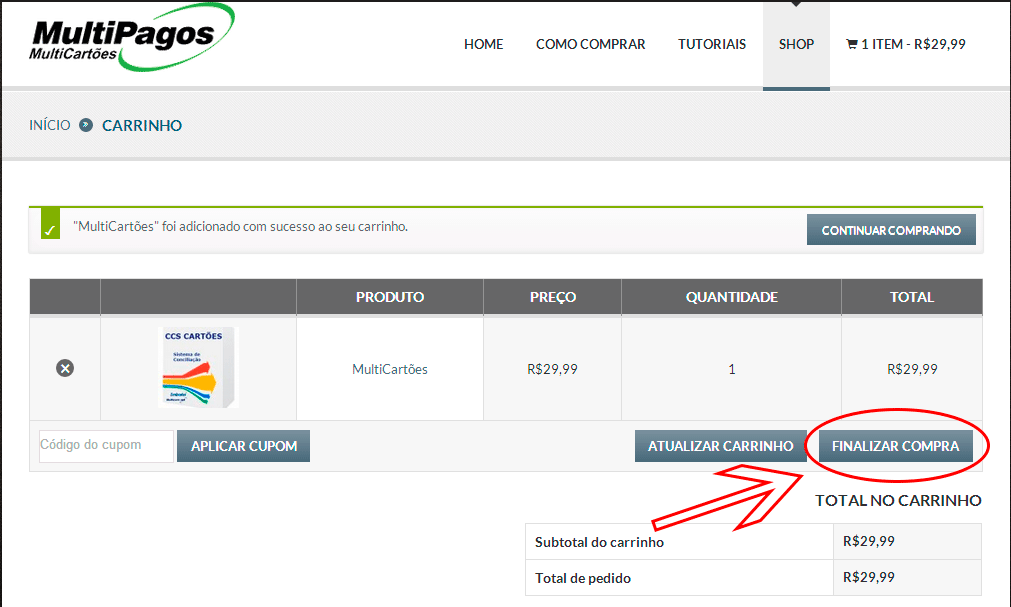 MultiPagos
MultiCartões
HOME COMO COMPRAR TUTORIAIS SHOP 1 ITEM - R$29,99
INÍCIO » CARRINHO
"MultiCartões" foi adicionado com sucesso ao seu carrinho.
CONTINUAR COMPRANDO
PRODUTO PREÇO QUANTIDADE TOTAL
CCS CARTÕES
Sistema de
Conciliação
MultiCartões R$29,99 1 R$29,99
Código do cupom APLICAR CUPOM ATUALIZAR CARRINHO FINALIZAR COMPRA
TOTAL NO CARRINHO
Subtotal do carrinho R$29,99
Total de pedido R$29,99